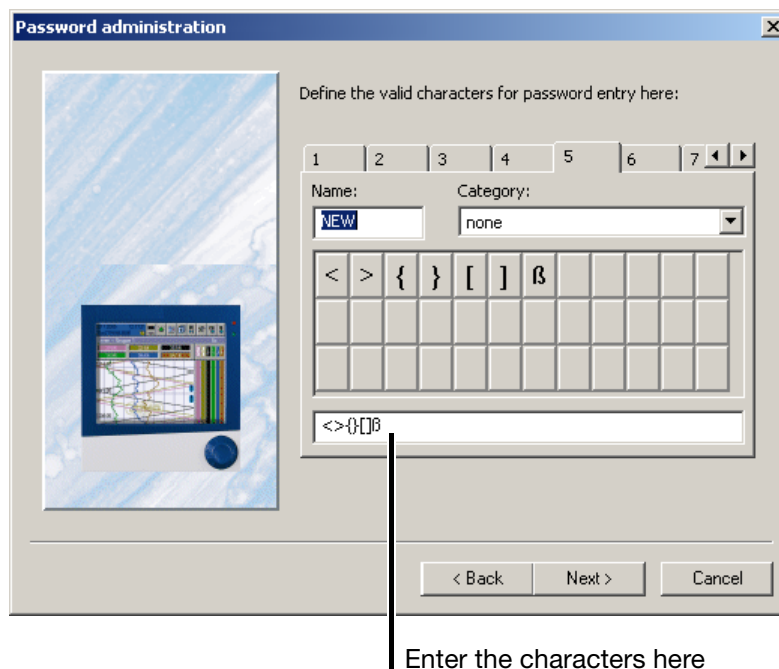 Password administration
Define the valid characters for password entry here:
1 2 3 4 5 6 7
Name: Category:
NEW none
< > { } [ ] ß
<>{}[]ß
< Back Next > Cancel
Enter the characters here